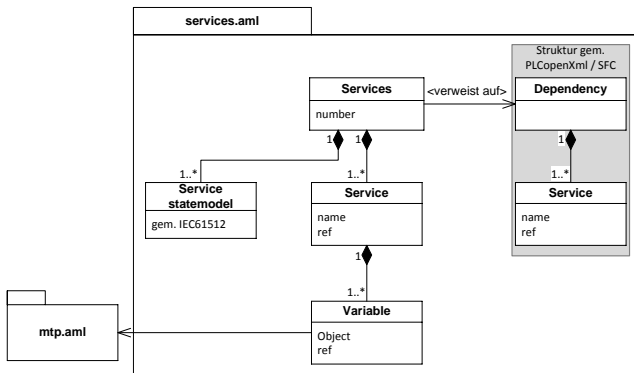 services.aml
Struktur gem.
PLCopenXml / SFC
Services
number
<verweist auf>
Dependency
1
1
1
1..*
1..*
1..*
Service
statemodel
gem. IEC61512
Service
name
ref
Service
name
ref
1
1..*
mtp.aml
Variable
Object
ref